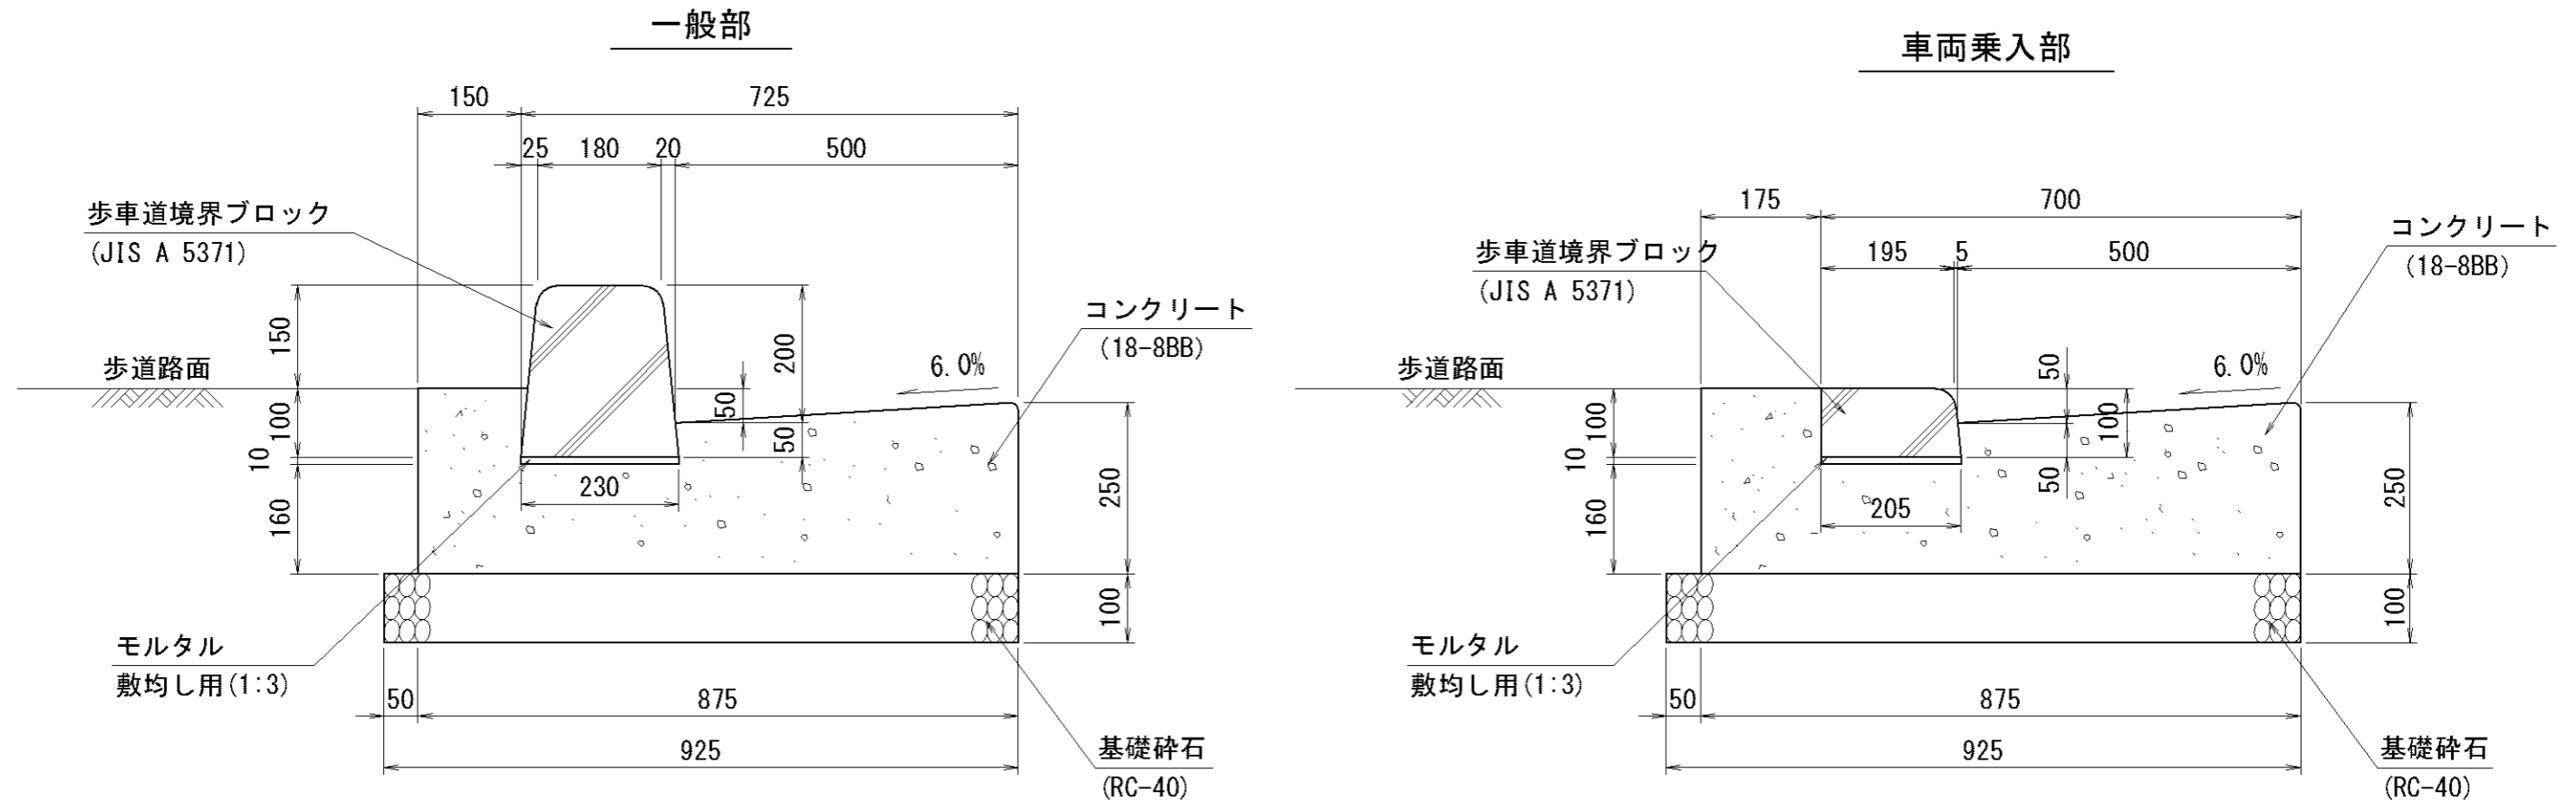 一般部
150
725
25
180
20
500
歩車道境界ブロック
(JIS A 5371)
コンクリート
(18-8BB)
150
200
歩道路面
6.0%
50
100
50
10
230
160
250
100
モルタル
敷均し用(1:3)
50
875
925
基礎砕石
(RC-40)
車両乗入部
175
700
195
5
500
歩車道境界ブロック
(JIS A 5371)
コンクリート
(18-8BB)
歩道路面
50
6.0%
100
100
10
50
205
160
250
100
モルタル
敷均し用(1:3)
50
875
925
基礎砕石
(RC-40)